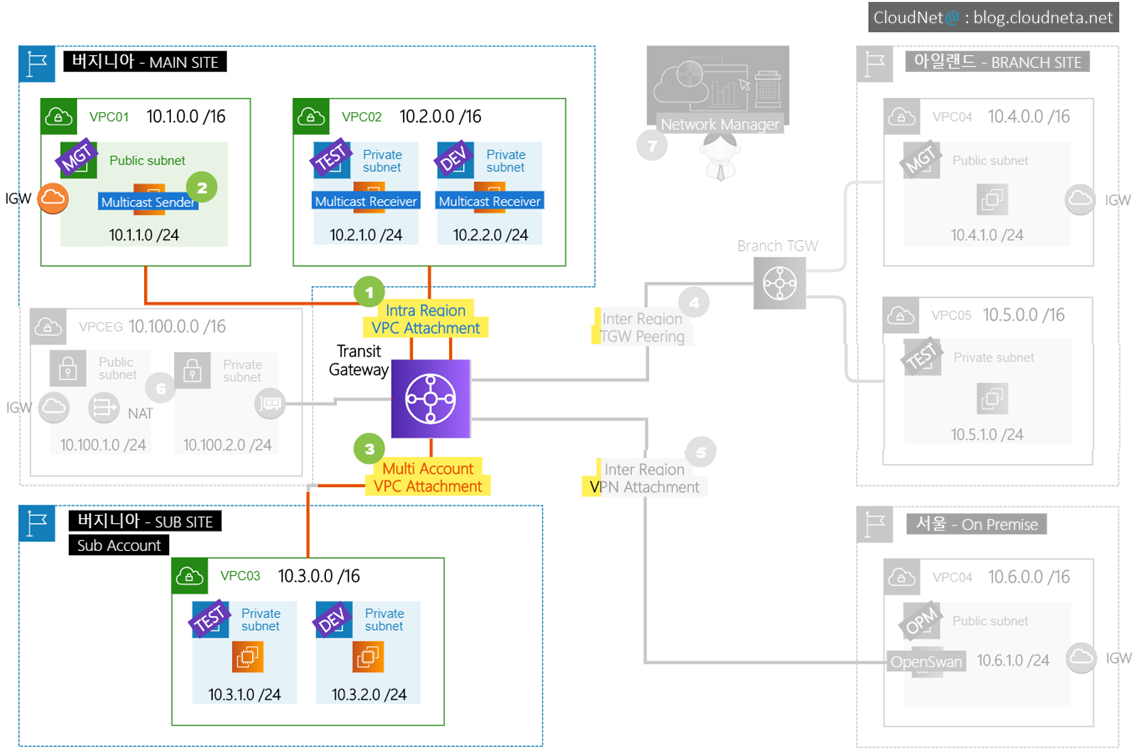 CloudNet@ : blog.cloudneta.net
버지니아 - MAIN SITE
VPC01 10.1.0.0 /16
MGT
Public subnet
IGW
Multicast Sender
2
10.1.1.0 /24
VPC02 10.2.0.0 /16
TEST
Private
subnet
Multicast Receiver
10.2.1.0 /24
DEV
Private
subnet
Multicast Receiver
10.2.2.0 /24
1
Intra Region
VPC Attachment
Transit
Gateway
VPCEG 10.100.0.0 /16
Public
subnet
IGW
NAT
10.100.1.0 /24
6
Private
subnet
10.100.2.0 /24
3
Multi Account
VPC Attachment
버지니아 - SUB SITE
Sub Account
VPC03 10.3.0.0 /16
TEST
Private
subnet
10.3.1.0 /24
DEV
Private
subnet
10.3.2.0 /24
Network Manager
7
Branch TGW
4
Inter Region
TGW Peering
5
Inter Region
VPN Attachment
아일랜드 - BRANCH SITE
VPC04 10.4.0.0 /16
MGT
Public subnet
IGW
10.4.1.0 /24
VPC05 10.5.0.0 /16
TEST
Private subnet
10.5.1.0 /24
서울 - On Premise
VPC04 10.6.0.0 /16
OPM
Public subnet
OpenSwan
10.6.1.0 /24
IGW